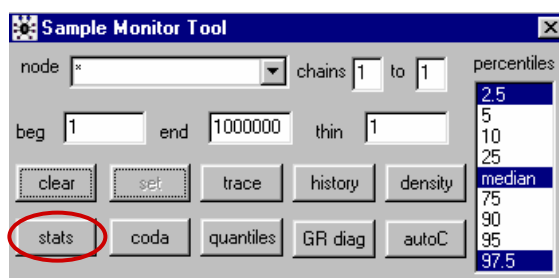 Sample Monitor Tool
node * chains 1 to 1 percentiles
beg 1 end 1000000 thin 1
2.5
5
10
25
median
75
90
95
97.5
clear set trace history density
stats coda quantiles GR diag autoC